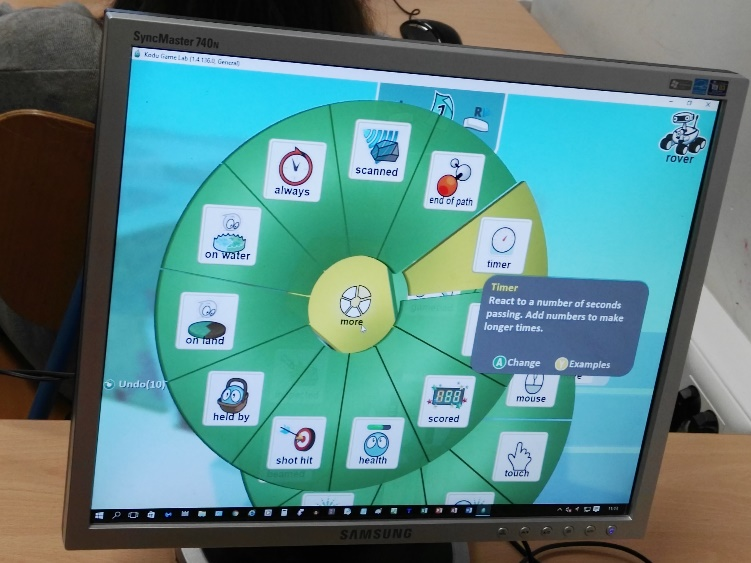 SyncMaster 740N
Kodu Game Lab (1.4.136.0, General)
1
R
rover
scanned
always
end of path
on water
timer
more
Timer
React to a number of seconds
passing. Add numbers to make
longer times.
A Change
Y Examples
on land
Undo[10]
held by
scored
mouse
shot hit
health
touch
SAMSUNG